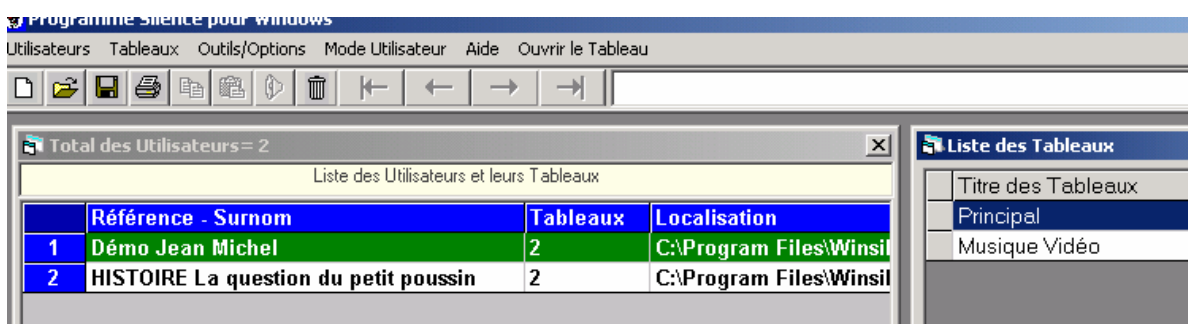 Programme Silence pour Windows
Utilisateurs Tableaux Outils/Options Mode Utilisateur Aide Ouvrir le Tableau
Total des Utilisateurs= 2
Liste des Utilisateurs et leurs Tableaux
Référence - Surnom Tableaux Localisation
1 Démo Jean Michel 2 C:\Program Files\Winsil
2 HISTOIRE La question du petit poussin 2 C:\Program Files\Winsil
Liste des Tableaux
Titre des Tableaux
Principal
Musique Vidéo